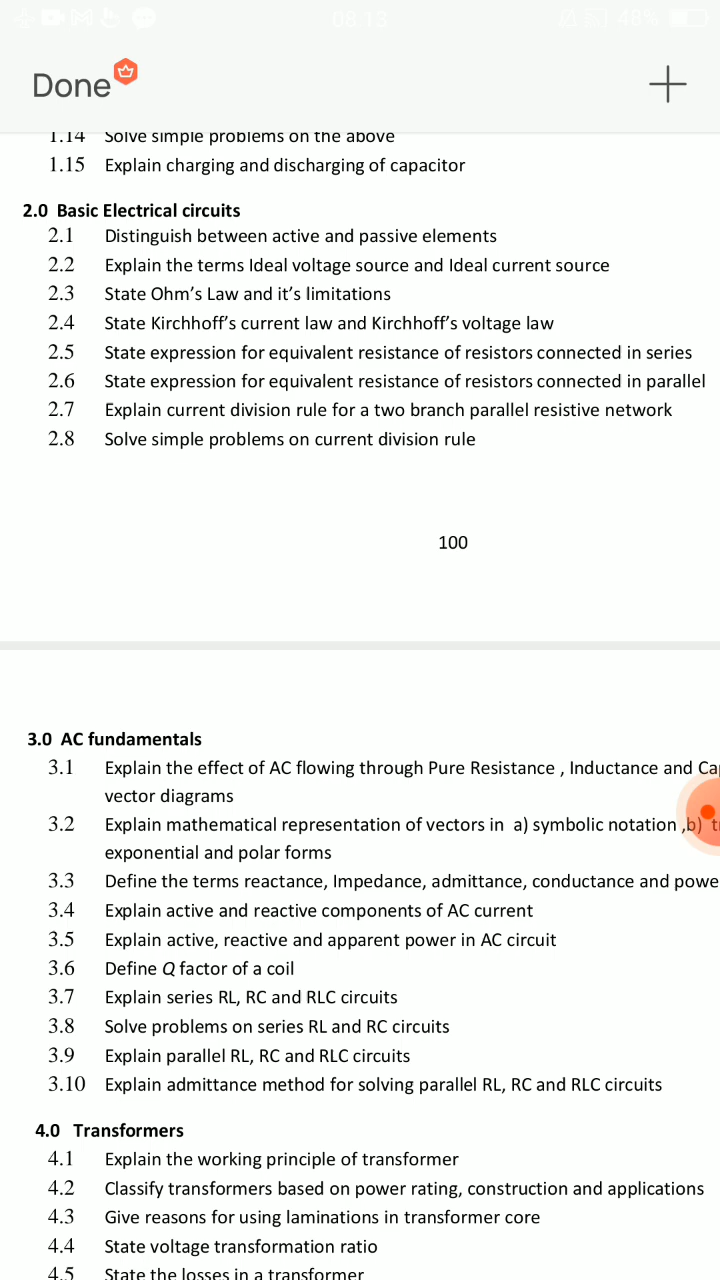 08:13
48%
Done
1.14 Solve simple problems on the above
1.15 Explain charging and discharging of capacitor
2.0 Basic Electrical circuits
2.1 Distinguish between active and passive elements
2.2 Explain the terms Ideal voltage source and Ideal current source
2.3 State Ohm’s Law and it’s limitations
2.4 State Kirchhoff’s current law and Kirchhoff’s voltage law
2.5 State expression for equivalent resistance of resistors connected in series
2.6 State expression for equivalent resistance of resistors connected in parallel
2.7 Explain current division rule for a two branch parallel resistive network
2.8 Solve simple problems on current division rule
100
3.0 AC fundamentals
3.1 Explain the effect of AC flowing through Pure Resistance , Inductance and Ca
vector diagrams
3.2 Explain mathematical representation of vectors in a) symbolic notation ,b) t
exponential and polar forms
3.3 Define the terms reactance, Impedance, admittance, conductance and powe
3.4 Explain active and reactive components of AC current
3.5 Explain active, reactive and apparent power in AC circuit
3.6 Define Q factor of a coil
3.7 Explain series RL, RC and RLC circuits
3.8 Solve problems on series RL and RC circuits
3.9 Explain parallel RL, RC and RLC circuits
3.10 Explain admittance method for solving parallel RL, RC and RLC circuits
4.0 Transformers
4.1 Explain the working principle of transformer
4.2 Classify transformers based on power rating, construction and applications
4.3 Give reasons for using laminations in transformer core
4.4 State voltage transformation ratio
4.5 State the losses in a transformer